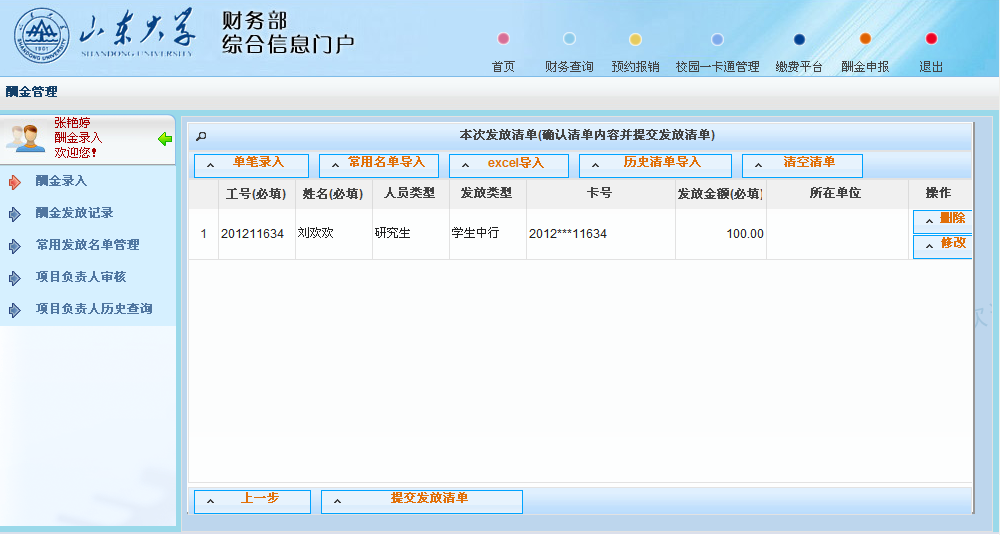 山东大学
SHANDONG UNIVERSITY
SHANDONG UNIVERSITY
1901
财务部
综合信息门户
首页 财务查询 预约报销 校园一卡通管理 缴费平台 酬金申报 退出
酬金管理
张艳婷
酬金录入
欢迎您!
酬金录入
酬金发放记录
常用发放名单管理
项目负责人审核
项目负责人历史查询
本次发放清单(确认清单内容并提交发放清单)
单笔录入 常用名单导入 excel导入 历史清单导入 清空清单
工号(必填) 姓名(必填) 人员类型 发放类型 卡号 发放金额(必填) 所在单位 操作
1 201211634 刘欢欢 研究生 学生中行 2012***11634 100.00 删除
修改
上一步 提交发放清单